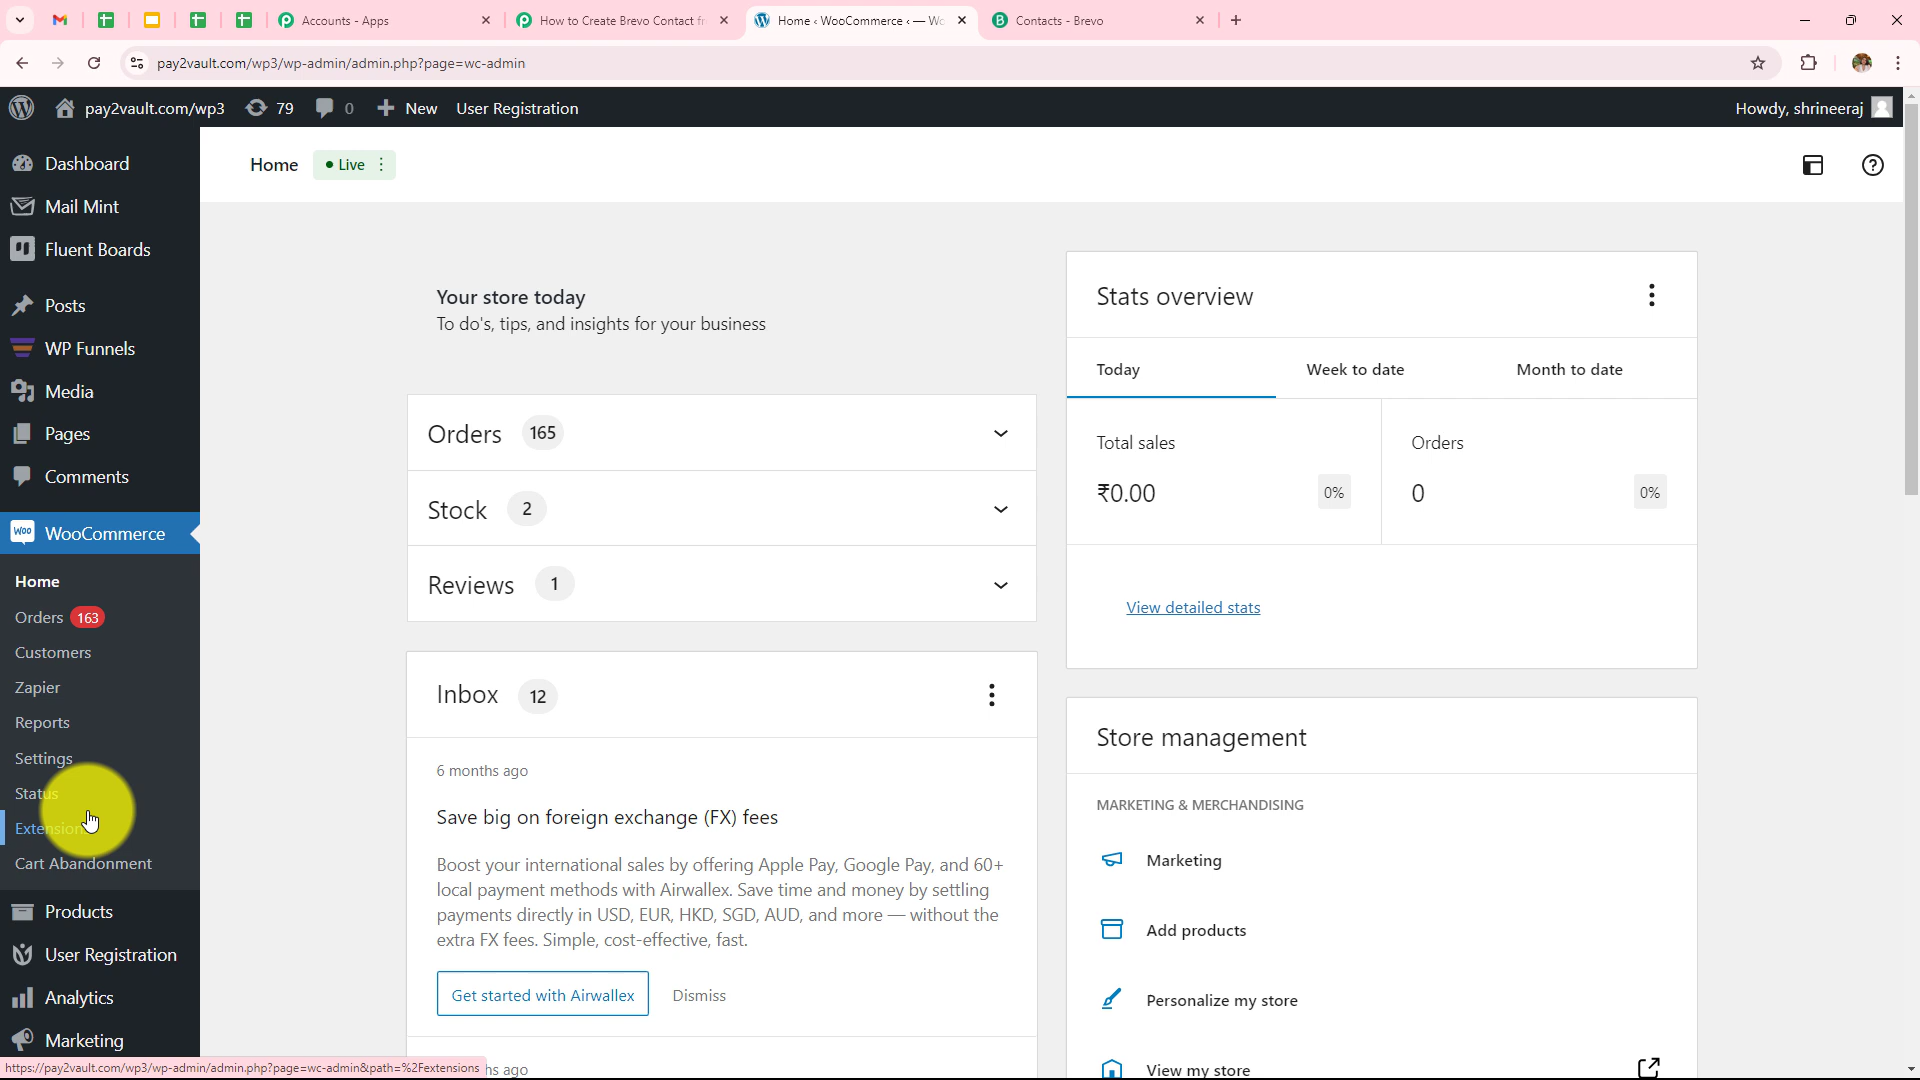 Accounts - Apps
How to Create Brevo Contact fr
Home ‹ WooCommerce ‹ — Wo
Contacts - Brevo
pay2vault.com/wp3/wp-admin/admin.php?page=wc-admin
pay2vault.com/wp3
79
0
New
User Registration
Howdy, shrineeraj
Dashboard
Mail Mint
Fluent Boards
Posts
WP Funnels
Media
Pages
Comments
WooCommerce
Home
Orders 163
Customers
Zapier
Reports
Settings
Status
Extensions
Cart Abandonment
Products
User Registration
Analytics
Marketing
https://pay2vault.com/wp3/wp-admin/admin.php?page=wc-admin&path=%2Fextensions
Home
Live
Your store today
To do's, tips, and insights for your business
Orders 165
Stock 2
Reviews 1
Inbox 12
6 months ago
Save big on foreign exchange (FX) fees
Boost your international sales by offering Apple Pay, Google Pay, and 60+
local payment methods with Airwallex. Save time and money by settling
payments directly in USD, EUR, HKD, SGD, AUD, and more — without the
extra FX fees. Simple, cost-effective, fast.
Get started with Airwallex
Dismiss
hs ago
Stats overview
Today
Week to date
Month to date
Total sales
₹0.00
0%
Orders
0
0%
View detailed stats
Store management
MARKETING & MERCHANDISING
Marketing
Add products
Personalize my store
View my store